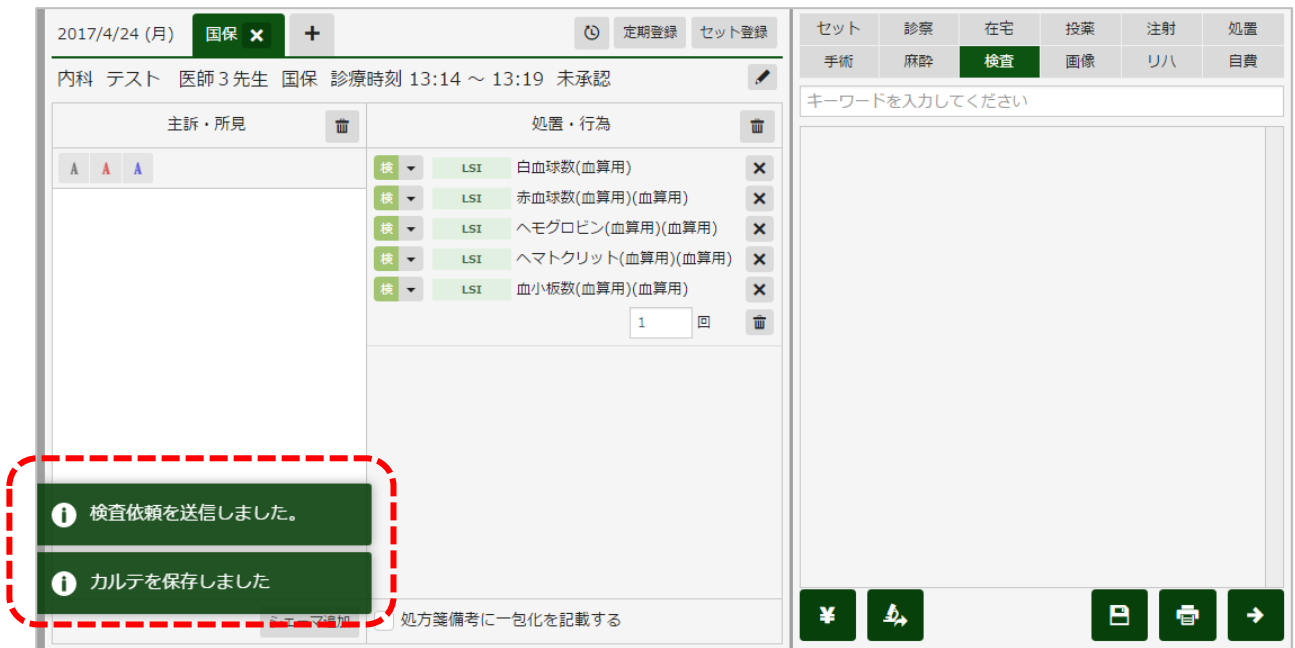 2017/4/24 (月) 国保 定期登録 セット登録
内科 テスト 医師３先生 国保 診療時刻 13:14 ～ 13:19 未承認
主訴・所見 処置・行為
A A A
検 LSI 白血球数(血算用)
検 LSI 赤血球数(血算用)(血算用)
検 LSI ヘモグロビン(血算用)(血算用)
検 LSI ヘマトクリット(血算用)(血算用)
検 LSI 血小板数(血算用)(血算用)
1 回
検査依頼を送信しました。
カルテを保存しました
シェーマ追加 処方箋備考に一包化を記載する
セット 診察 在宅 投薬 注射 処置
手術 麻酔 検査 画像 リハ 自費
キーワードを入力してください
¥